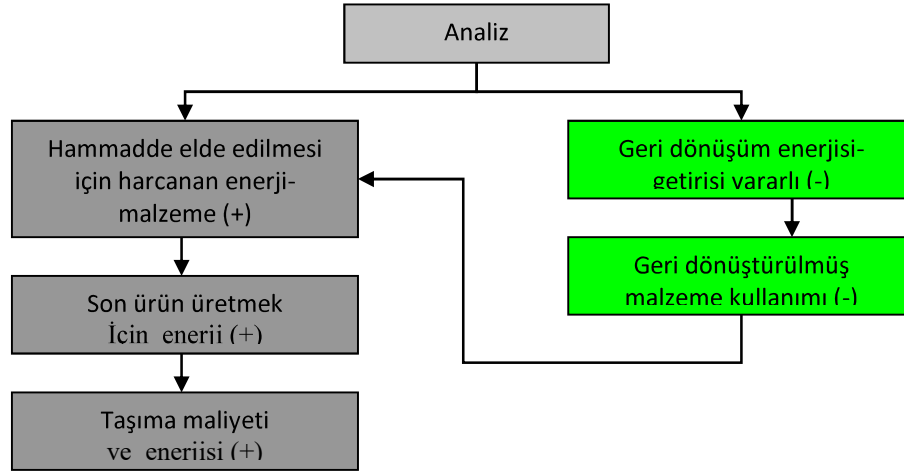 Analiz
Hammadde elde edilmesi
için harcanan enerji-
malzeme (+)
Son ürün üretmek
İçin enerji (+)
Taşıma maliyeti
ve enerjisi (+)
Geri dönüşüm enerjisi-
getirisi yararlı (-)
Geri dönüştürülmüş
malzeme kullanımı (-)